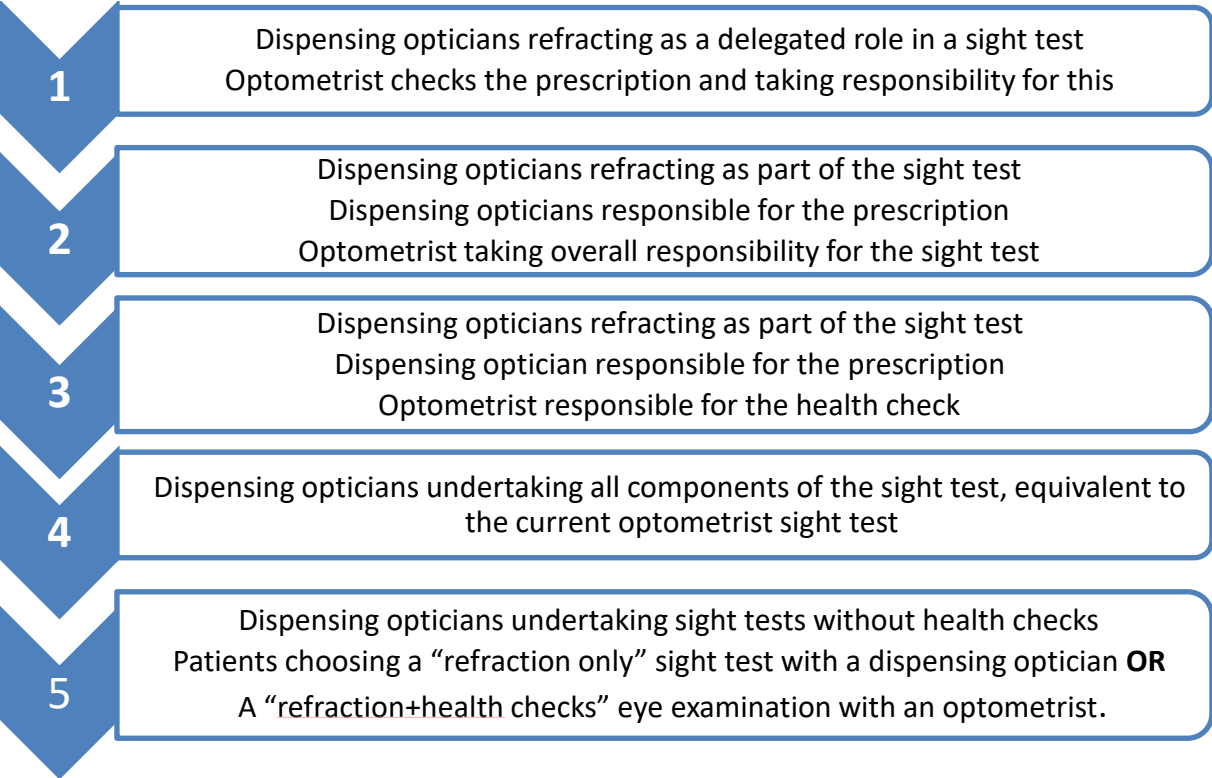 1
Dispensing opticians refracting as a delegated role in a sight test
Optometrist checks the prescription and taking responsibility for this
2
Dispensing opticians refracting as part of the sight test
Dispensing opticians responsible for the prescription
Optometrist taking overall responsibility for the sight test
3
Dispensing opticians refracting as part of the sight test
Dispensing optician responsible for the prescription
Optometrist responsible for the health check
4
Dispensing opticians undertaking all components of the sight test, equivalent to
the current optometrist sight test
5
Dispensing opticians undertaking sight tests without health checks
Patients choosing a “refraction only” sight test with a dispensing optician OR
A “refraction+health checks” eye examination with an optometrist.